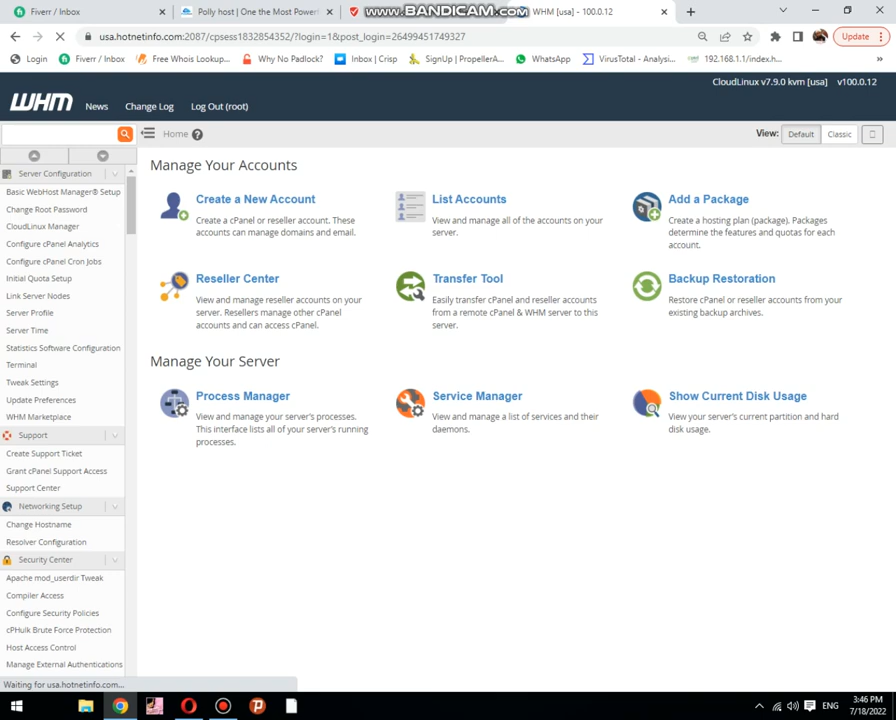 Fiverr / Inbox
Polly host | One the Most Powerf
WWW.BANDICAM.COM
WHM [usa] - 100.0.12
usa.hotnetinfo.com:2087/cpsess1832854352/?login=1&post_login=26499451749327
Update
Login
Fiverr / Inbox
Free Whois Lookup...
Why No Padlock?
Inbox | Crisp
SignUp | PropellerA...
WhatsApp
VirusTotal - Analysi...
192.168.1.1/index.h...
CloudLinux v7.9.0 kvm [usa] v100.0.12
WHM
News
Change Log
Log Out (root)
Home
View:
Default
Classic
Server Configuration
Basic WebHost Manager® Setup
Change Root Password
CloudLinux Manager
Configure cPanel Analytics
Configure cPanel Cron Jobs
Initial Quota Setup
Link Server Nodes
Server Profile
Server Time
Statistics Software Configuration
Terminal
Tweak Settings
Update Preferences
WHM Marketplace
Support
Create Support Ticket
Grant cPanel Support Access
Support Center
Networking Setup
Change Hostname
Resolver Configuration
Security Center
Apache mod_userdir Tweak
Compiler Access
Configure Security Policies
cPHulk Brute Force Protection
Host Access Control
Manage External Authentications
Manage Your Accounts
Create a New Account
Create a cPanel or reseller account. These
accounts can manage domains and email.
List Accounts
View and manage all of the accounts on your
server.
Add a Package
Create a hosting plan (package). Packages
determine the features and quotas for each
account.
Reseller Center
View and manage reseller accounts on your
server. Resellers manage other cPanel
accounts and can access cPanel.
Transfer Tool
Easily transfer cPanel and reseller accounts
from a remote cPanel & WHM server to this
server.
Backup Restoration
Restore cPanel or reseller accounts from your
existing backup archives.
Manage Your Server
Process Manager
View and manage your server's processes.
This interface lists all of your server's running
processes.
Service Manager
View and manage a list of services and their
daemons.
Show Current Disk Usage
View your server's current partition and hard
disk usage.
Waiting for usa.hotnetinfo.com...
ENG
3:46 PM
7/18/2022